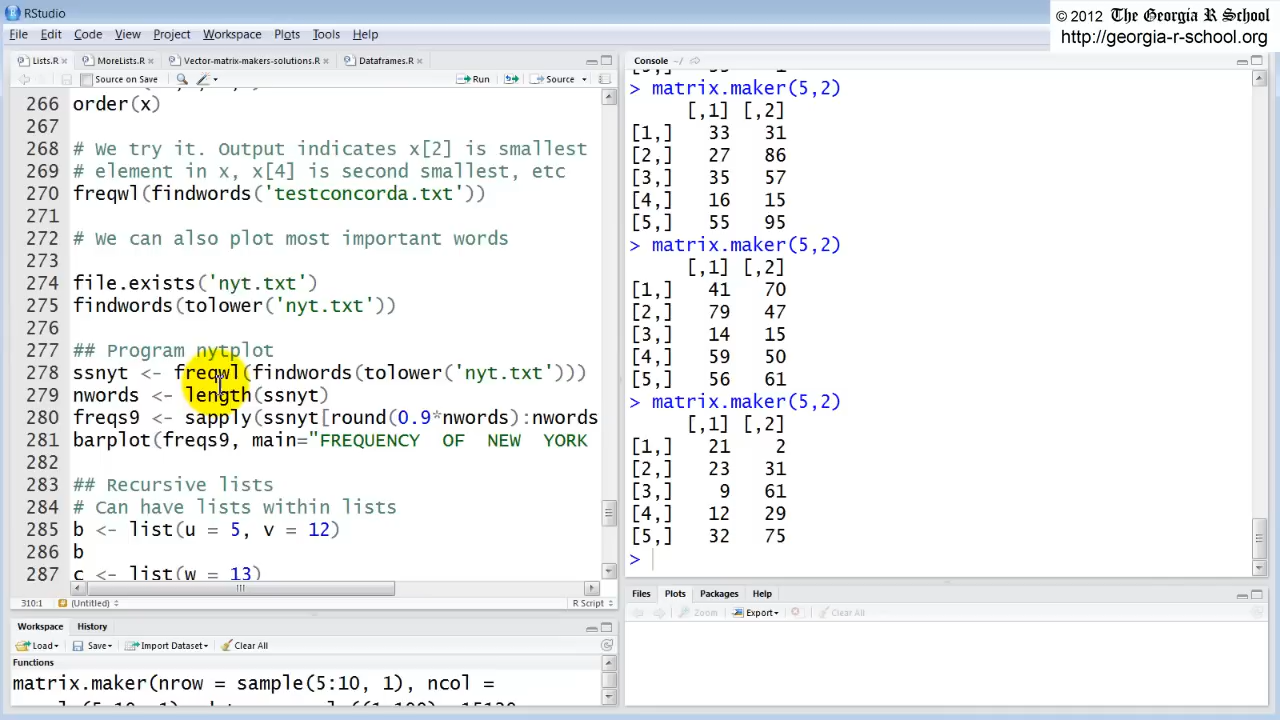 RStudio
© 2012 The Georgia R School
http://georgia-r-school.org
File Edit Code View Project Workspace Plots Tools Help
Lists.R MoreLists.R Vector-matrix-makers-solutions.R Dataframes.R
Source on Save Run Source
266 order(x)
267
268 # We try it. Output indicates x[2] is smallest
269 # element in x, x[4] is second smallest, etc
270 freqwl(findwords('testconcorda.txt'))
271
272 # We can also plot most important words
273
274 file.exists('nyt.txt')
275 findwords(tolower('nyt.txt'))
276
277 ## Program nytplot
278 ssnyt <- freqwl(findwords(tolower('nyt.txt')))
279 nwords <- length(ssnyt)
280 freqs9 <- sapply(ssnyt[round(0.9*nwords):nwords
281 barplot(freqs9, main="FREQUENCY OF NEW YORK
282
283 ## Recursive lists
284 # Can have lists within lists
285 b <- list(u = 5, v = 12)
286 b
287 c <- list(w = 13)
310:1 (Untitled) R Script
Workspace History
Load Save Import Dataset Clear All
Functions
matrix.maker(nrow = sample(5:10, 1), ncol =
Console ~/
> matrix.maker(5,2)
[,1] [,2]
[1,] 33 31
[2,] 27 86
[3,] 35 57
[4,] 16 15
[5,] 55 95
> matrix.maker(5,2)
[,1] [,2]
[1,] 41 70
[2,] 79 47
[3,] 14 15
[4,] 59 50
[5,] 56 61
> matrix.maker(5,2)
[,1] [,2]
[1,] 21 2
[2,] 23 31
[3,] 9 61
[4,] 12 29
[5,] 32 75
>
Files Plots Packages Help
Zoom Export Clear All